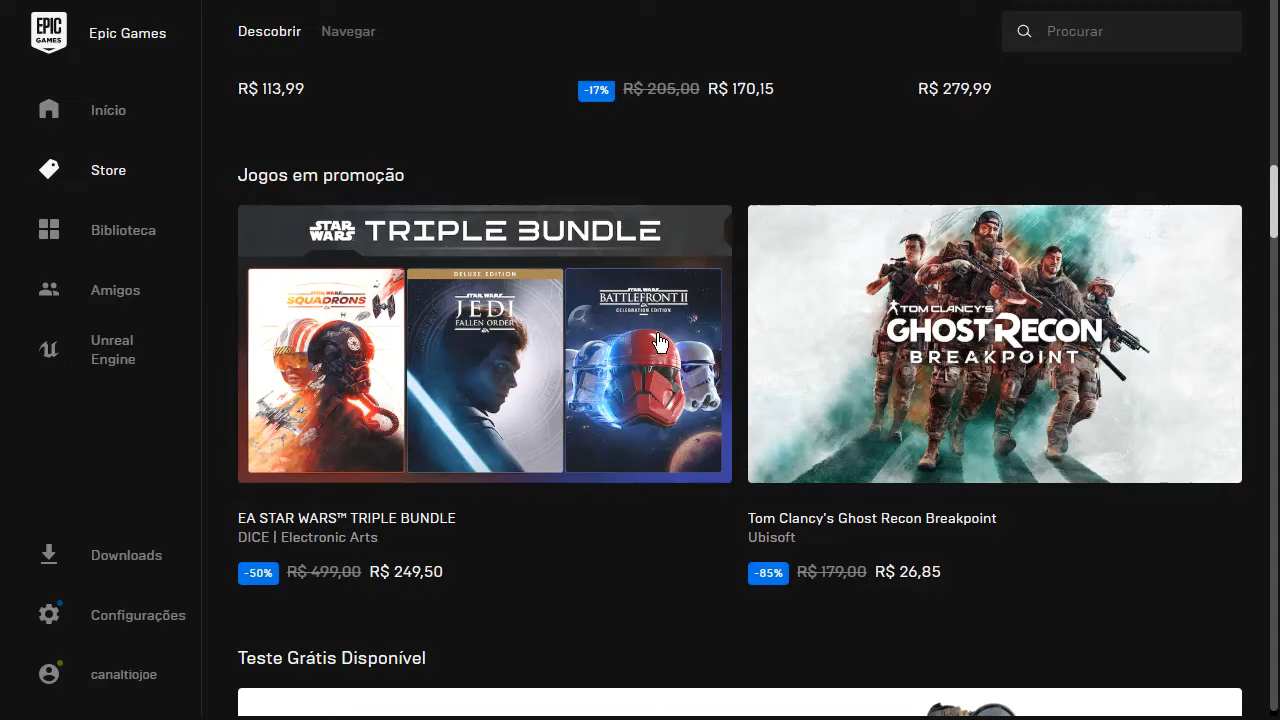 EPIC
GAMES
Epic Games
Descobrir
Navegar
Procurar
Início
Store
Biblioteca
Amigos
Unreal
Engine
Downloads
Configurações
canaltiojoe
R$ 113,99
-17%
R$ 205,00
R$ 170,15
R$ 279,99
Jogos em promoção
STAR WARS TRIPLE BUNDLE
STAR WARS
SQUADRONS
DELUXE EDITION
STAR WARS
JEDI
FALLEN ORDER
STAR WARS
BATTLEFRONT II
CELEBRATION EDITION
TOM CLANCY'S
GHOST RECON
BREAKPOINT
EA STAR WARS™ TRIPLE BUNDLE
DICE | Electronic Arts
-50%
R$ 499,00
R$ 249,50
Tom Clancy's Ghost Recon Breakpoint
Ubisoft
-85%
R$ 179,00
R$ 26,85
Teste Grátis Disponível